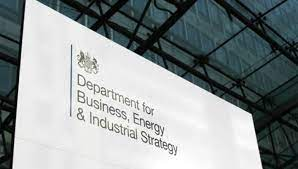 Department for
Business, Energy
& Industrial Strategy